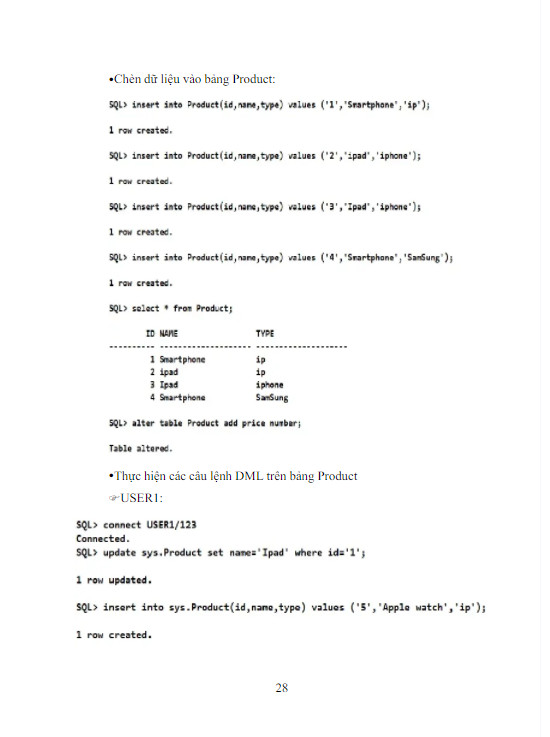 •Chèn dữ liệu vào bảng Product:
SQL> insert into Product(id,name,type) values ('1','Smartphone','ip');
1 row created.
SQL> insert into Product(id,name,type) values ('2','ipad','iphone');
1 row created.
SQL> insert into Product(id,name,type) values ('3','Ipad','iphone');
1 row created.
SQL> insert into Product(id,name,type) values ('4','Smartphone','SanSung');
1 row created.
SQL> select * from Product;
ID NAME TYPE
---------- -------------------- --------------------
1 Smartphone ip
2 ipad ip
3 Ipad iphone
4 Smartphone SanSung
SQL> alter table Product add price number;
Table altered.
•Thực hiện các câu lệnh DML trên bảng Product
☞USER1:
SQL> connect USER1/123
Connected.
SQL> update sys.Product set name='Ipad' where id='1';
1 row updated.
SQL> insert into sys.Product(id,name,type) values ('5','Apple watch','ip');
1 row created.
28